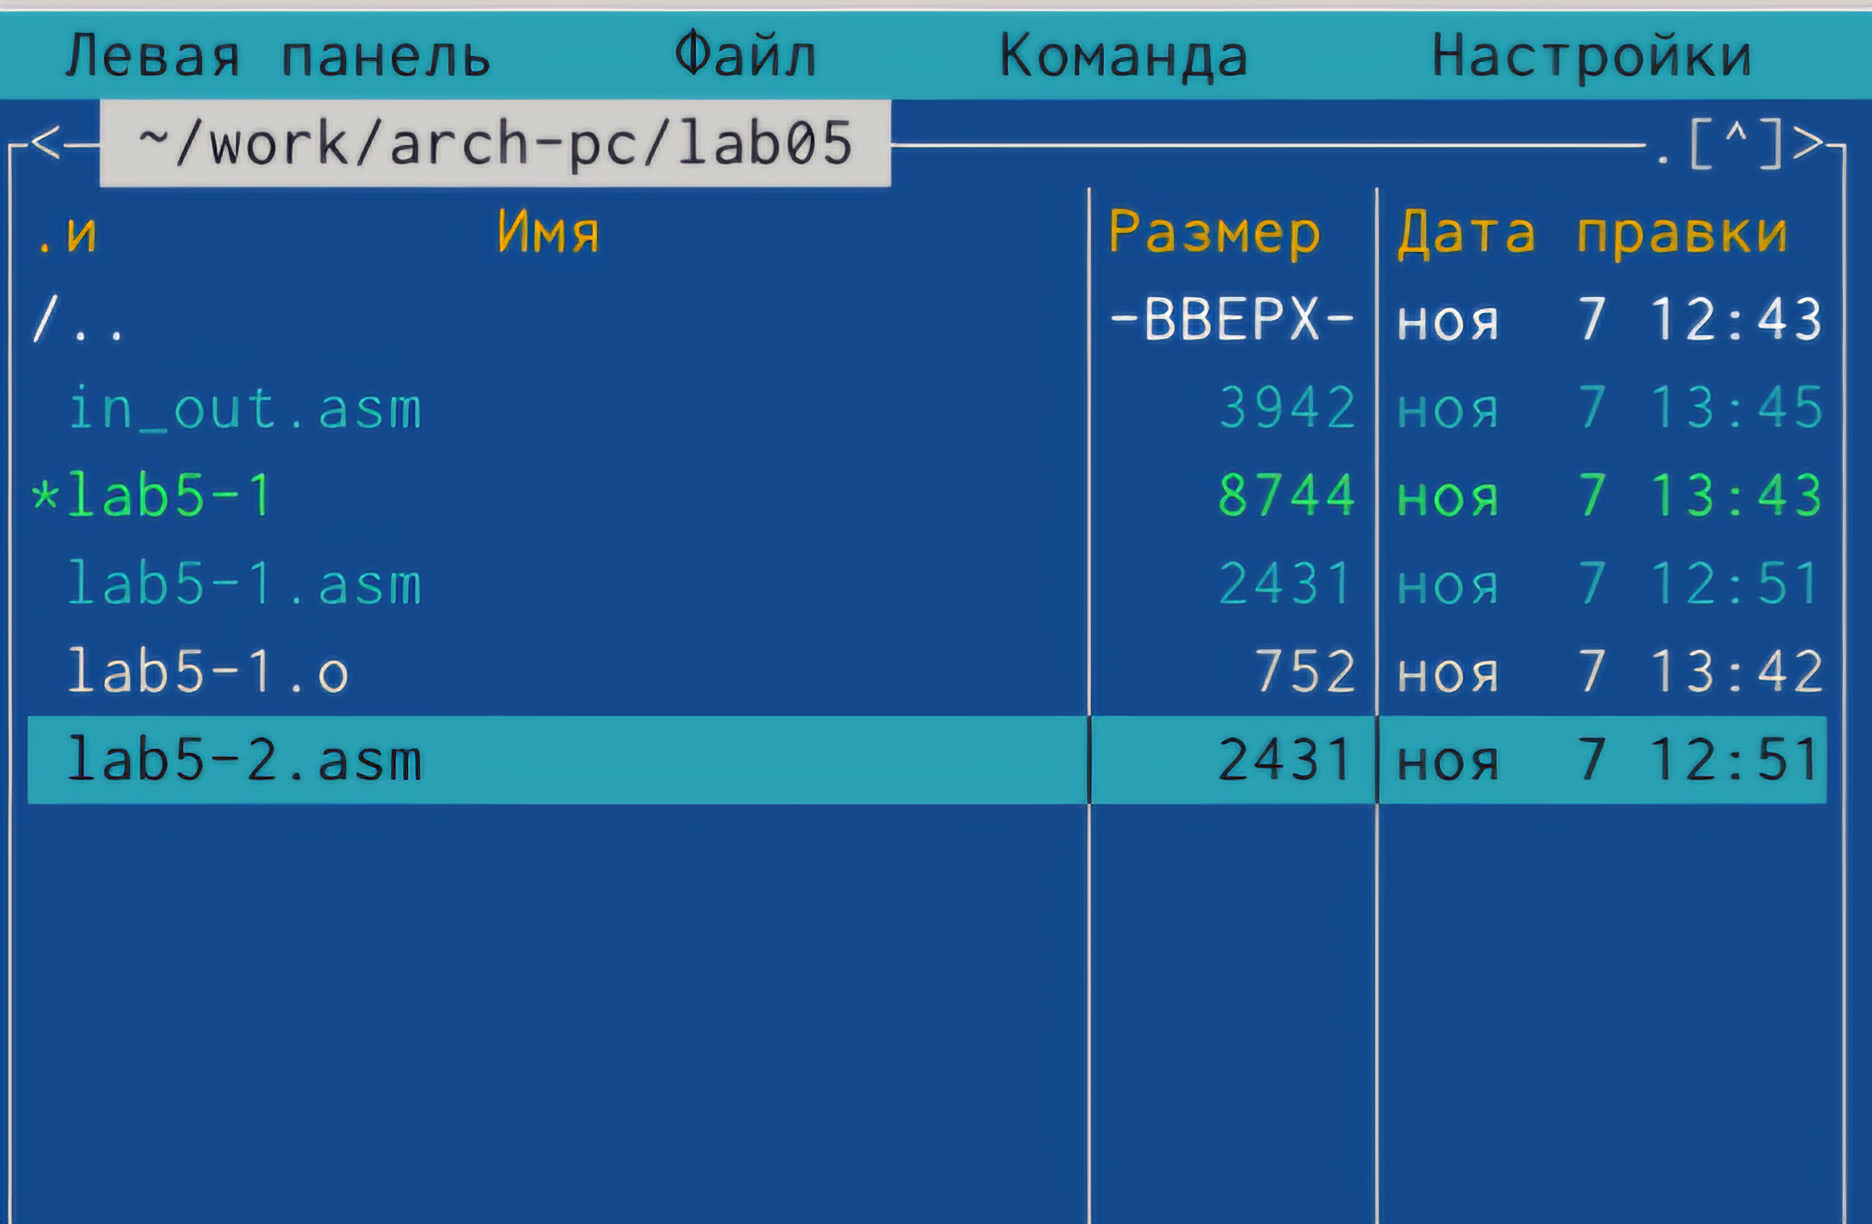 Левая панель Файл Команда Настройки
<- ~/work/arch-pc/lab05 .[^]>
.и Имя Размер Дата правки
/.. -ВВЕРХ- ноя 7 12:43
in_out.asm 3942 ноя 7 13:45
*lab5-1 8744 ноя 7 13:43
lab5-1.asm 2431 ноя 7 12:51
lab5-1.o 752 ноя 7 13:42
lab5-2.asm 2431 ноя 7 12:51